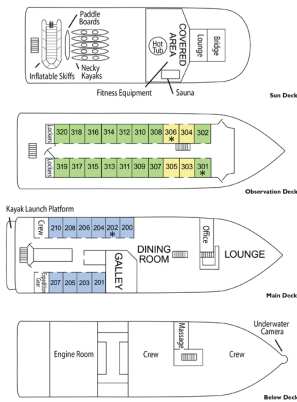 Paddle
Boards
Inflatable Skiffs
Necky
Kayaks
Hot
Tub
COVERED
AREA
Lounge
Bridge
Fitness Equipment
Sauna
Sun Deck
Lockers
320 318 316 314 312 310 308 306 304 302
*
Lockers
319 317 315 313 311 309 307 305 303 301
*
Observation Deck
Kayak Launch Platform
Crew
210 208 206 204 202 200
*
Office
DINING
ROOM
LOUNGE
GALLEY
Expedition
Gear
207 205 203 201
Main Deck
Underwater
Camera
Massage
Engine Room
Crew
Crew
Below Deck